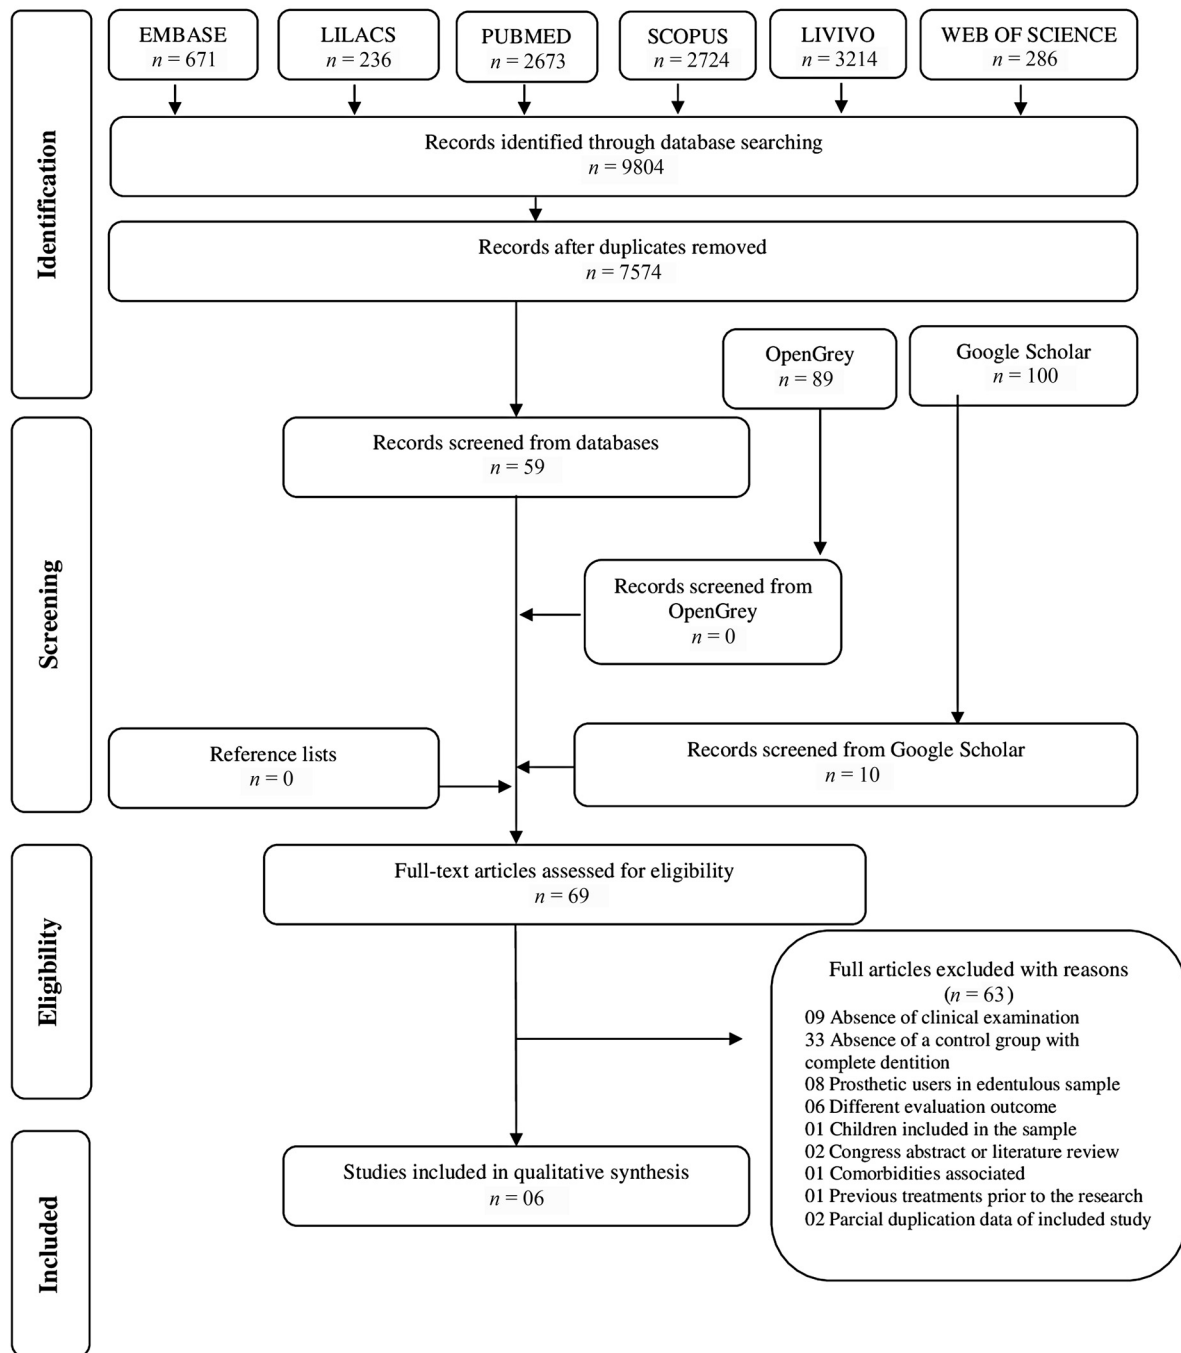 Identification
EMBASE
n = 671
LILACS
n = 236
PUBMED
n = 2673
SCOPUS
n = 2724
LIVIVO
n = 3214
WEB OF SCIENCE
n = 286
Records identified through database searching
n = 9804
Records after duplicates removed
n = 7574
OpenGrey
n = 89
Google Scholar
n = 100
Screening
Records screened from databases
n = 59
Records screened from
OpenGrey
n = 0
Reference lists
n = 0
Records screened from Google Scholar
n = 10
Eligibility
Full-text articles assessed for eligibility
n = 69
Full articles excluded with reasons
(n = 63)
09 Absence of clinical examination
33 Absence of a control group with
complete dentition
08 Prosthetic users in edentulous sample
06 Different evaluation outcome
01 Children included in the sample
02 Congress abstract or literature review
01 Comorbidities associated
01 Previous treatments prior to the research
02 Parcial duplication data of included study
Included
Studies included in qualitative synthesis
n = 06